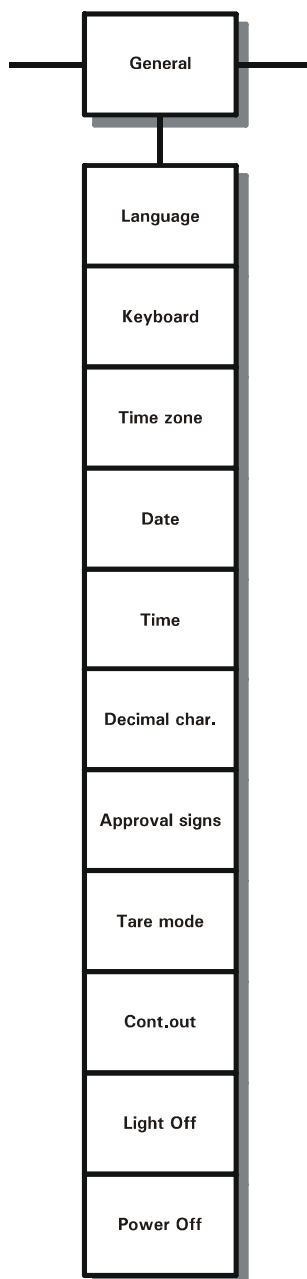 General
Language
Keyboard
Time zone
Date
Time
Decimal char.
Approval signs
Tare mode
Cont.out
Light Off
Power Off